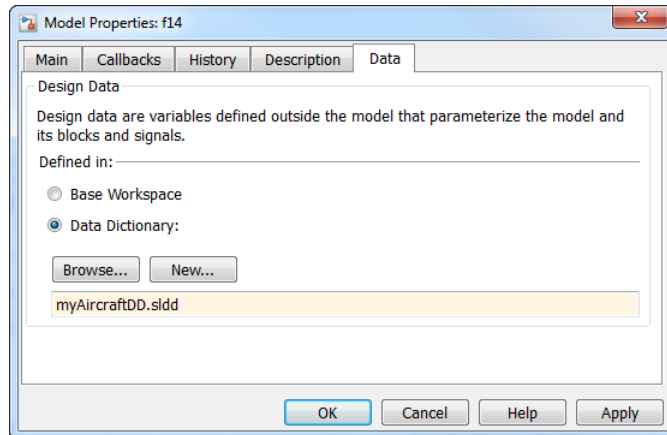 Model Properties: f14
Main Callbacks History Description Data
Design Data
Design data are variables defined outside the model that parameterize the model and
its blocks and signals.
Defined in:
Base Workspace
Data Dictionary:
Browse... New...
myAircraftDD.sldd
OK Cancel Help Apply